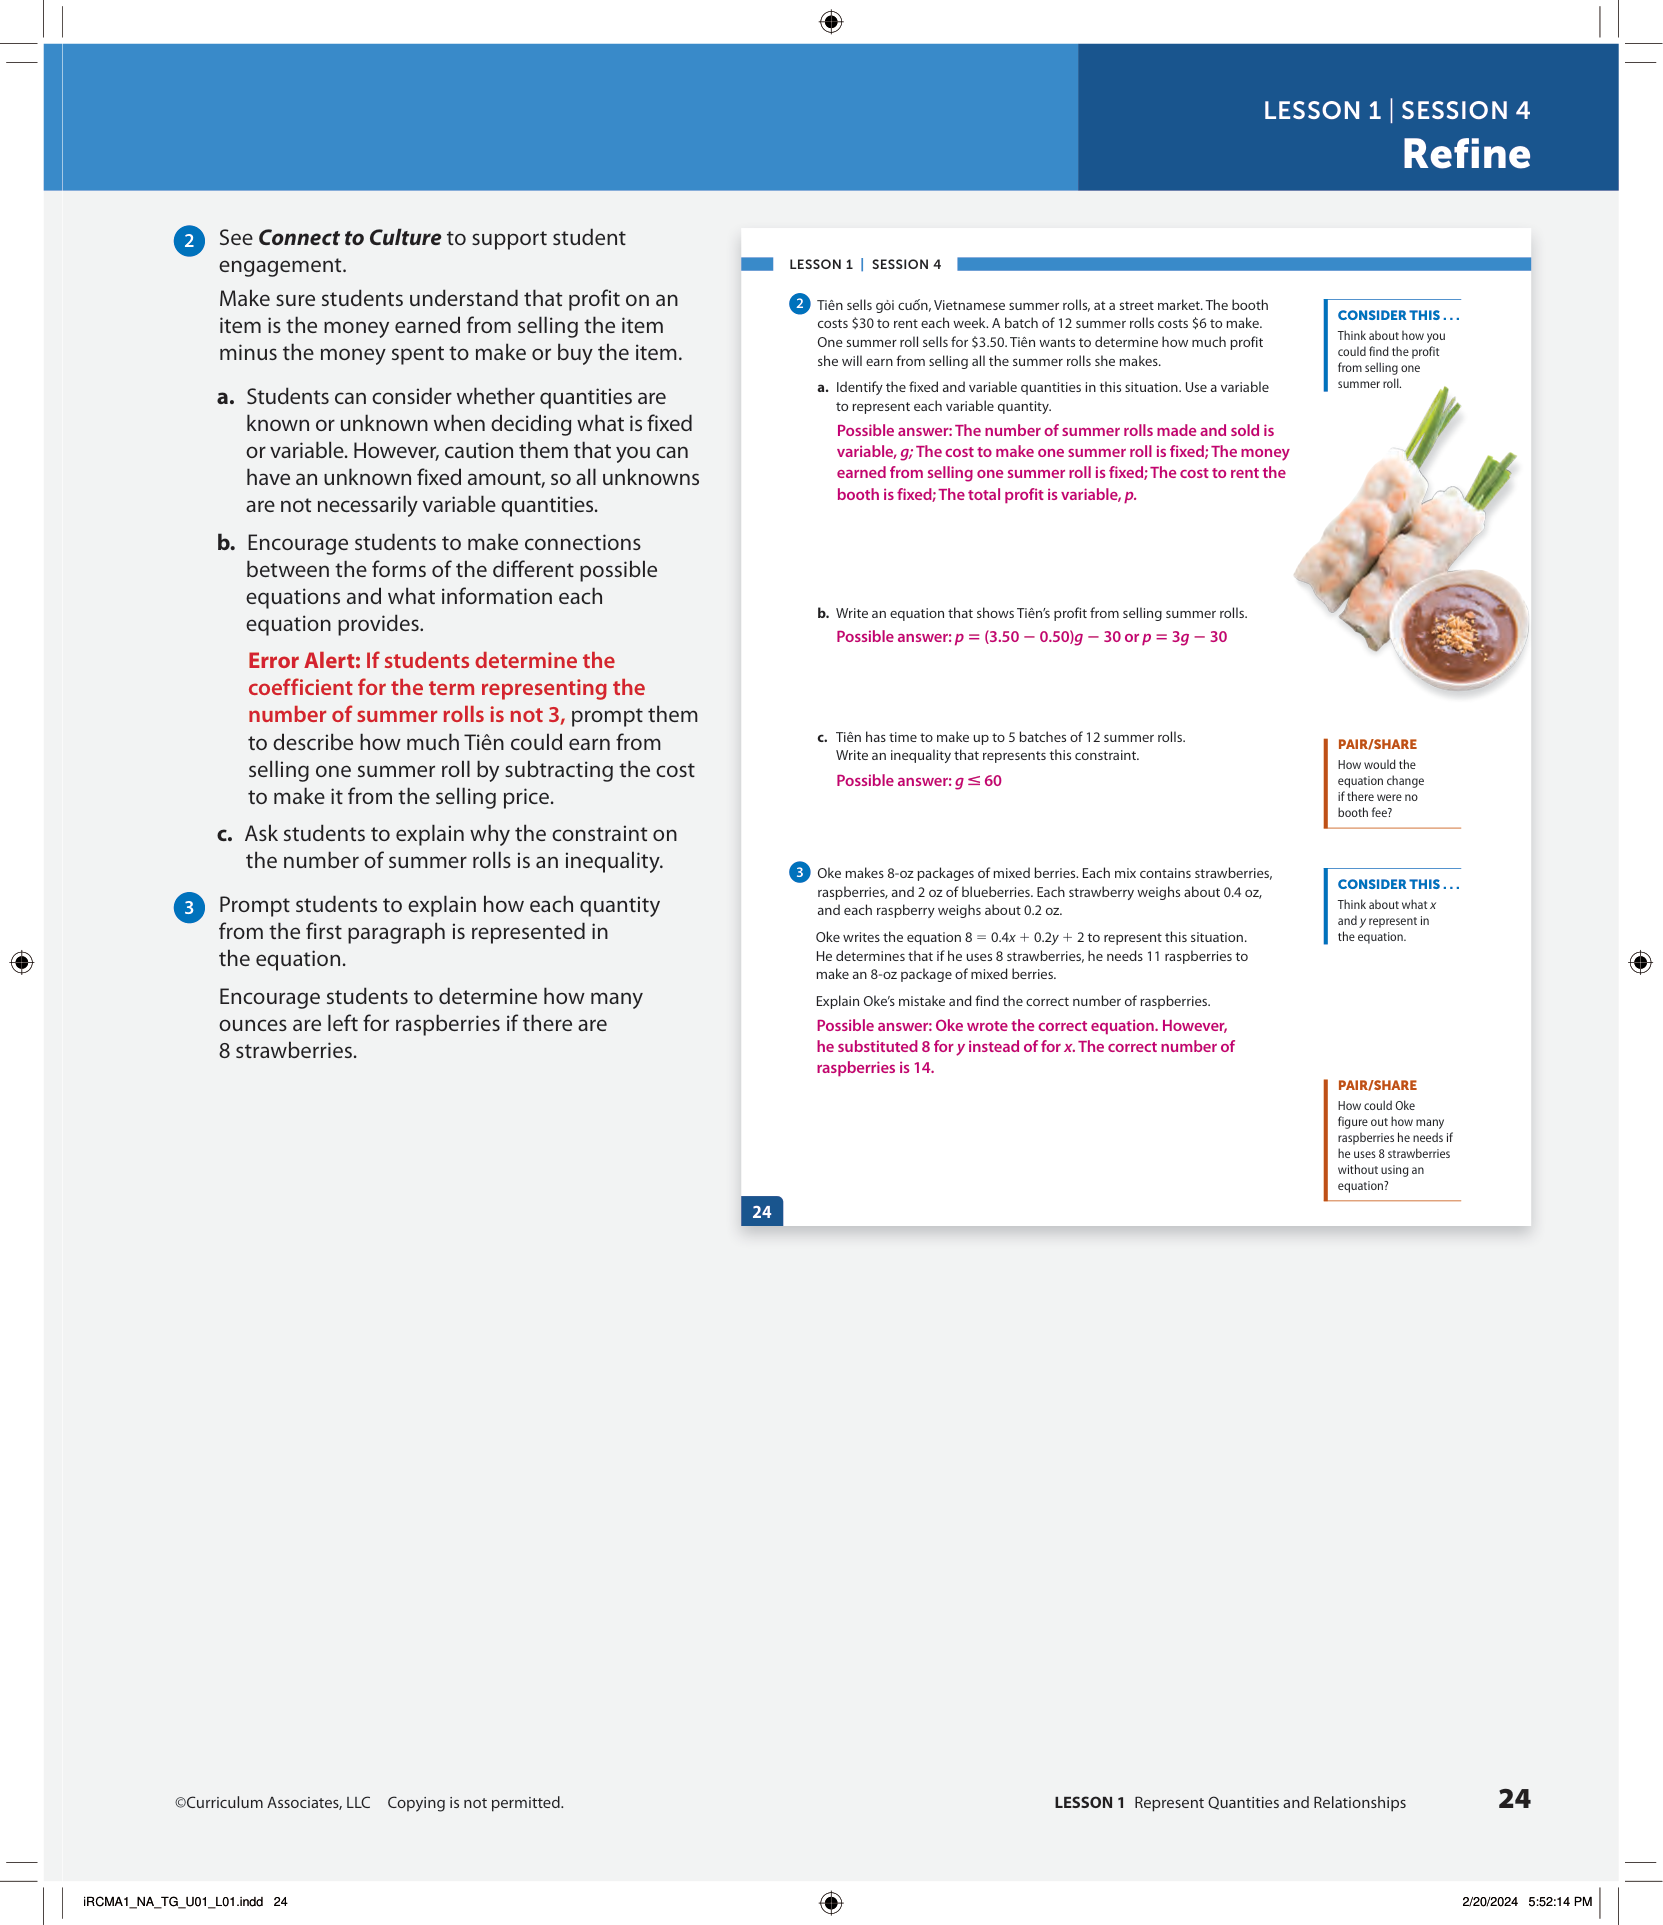 LESSON 1 | SESSION 4
Refine
2 See Connect to Culture to support student
engagement.
Make sure students understand that profit on an
item is the money earned from selling the item
minus the money spent to make or buy the item.
a. Students can consider whether quantities are
known or unknown when deciding what is fixed
or variable. However, caution them that you can
have an unknown fixed amount, so all unknowns
are not necessarily variable quantities.
b. Encourage students to make connections
between the forms of the different possible
equations and what information each
equation provides.
Error Alert: If students determine the
coefficient for the term representing the
number of summer rolls is not 3, prompt them
to describe how much Tiên could earn from
selling one summer roll by subtracting the cost
to make it from the selling price.
c. Ask students to explain why the constraint on
the number of summer rolls is an inequality.
3 Prompt students to explain how each quantity
from the first paragraph is represented in
the equation.
Encourage students to determine how many
ounces are left for raspberries if there are
8 strawberries.
LESSON 1 | SESSION 4
2 Tiên sells gỏi cuốn, Vietnamese summer rolls, at a street market. The booth
costs $30 to rent each week. A batch of 12 summer rolls costs $6 to make.
One summer roll sells for $3.50. Tiên wants to determine how much profit
she will earn from selling all the summer rolls she makes.
a. Identify the fixed and variable quantities in this situation. Use a variable
to represent each variable quantity.
Possible answer: The number of summer rolls made and sold is
variable, g; The cost to make one summer roll is fixed; The money
earned from selling one summer roll is fixed; The cost to rent the
booth is fixed; The total profit is variable, p.
b. Write an equation that shows Tiên's profit from selling summer rolls.
Possible answer: p = (3.50 − 0.50)g − 30 or p = 3g − 30
c. Tiên has time to make up to 5 batches of 12 summer rolls.
Write an inequality that represents this constraint.
Possible answer: g ≤ 60
3 Oke makes 8-oz packages of mixed berries. Each mix contains strawberries,
raspberries, and 2 oz of blueberries. Each strawberry weighs about 0.4 oz,
and each raspberry weighs about 0.2 oz.
Oke writes the equation 8 = 0.4x + 0.2y + 2 to represent this situation.
He determines that if he uses 8 strawberries, he needs 11 raspberries to
make an 8-oz package of mixed berries.
Explain Oke's mistake and find the correct number of raspberries.
Possible answer: Oke wrote the correct equation. However,
he substituted 8 for y instead of for x. The correct number of
raspberries is 14.
CONSIDER THIS . . .
Think about how you
could find the profit
from selling one
summer roll.
PAIR/SHARE
How would the
equation change
if there were no
booth fee?
CONSIDER THIS . . .
Think about what x
and y represent in
the equation.
PAIR/SHARE
How could Oke
figure out how many
raspberries he needs if
he uses 8 strawberries
without using an
equation?
24
©Curriculum Associates, LLC Copying is not permitted.
LESSON 1 Represent Quantities and Relationships 24
iRCMA1_NA_TG_U01_L01.indd 24
2/20/2024 5:52:14 PM